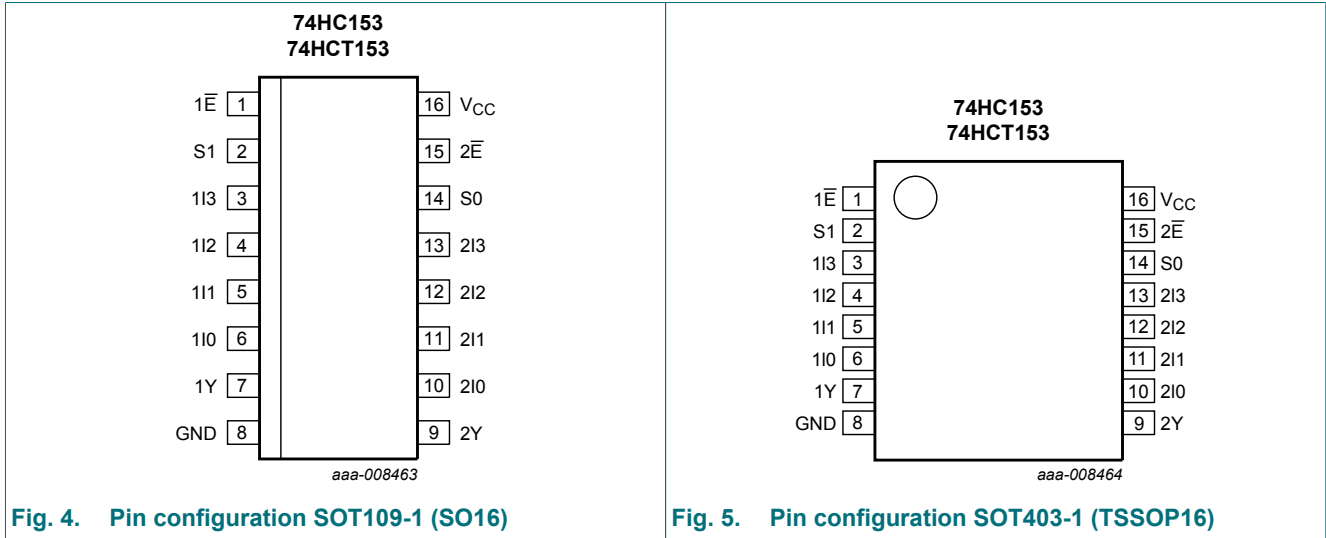 74HC153
74HCT153
1E̅ 1
S1 2
1I3 3
1I2 4
1I1 5
1I0 6
1Y 7
GND 8
16 VCC
15 2E̅
14 S0
13 2I3
12 2I2
11 2I1
10 2I0
9 2Y
aaa-008463
Fig. 4. Pin configuration SOT109-1 (SO16)
74HC153
74HCT153
1E̅ 1
S1 2
1I3 3
1I2 4
1I1 5
1I0 6
1Y 7
GND 8
16 VCC
15 2E̅
14 S0
13 2I3
12 2I2
11 2I1
10 2I0
9 2Y
aaa-008464
Fig. 5. Pin configuration SOT403-1 (TSSOP16)